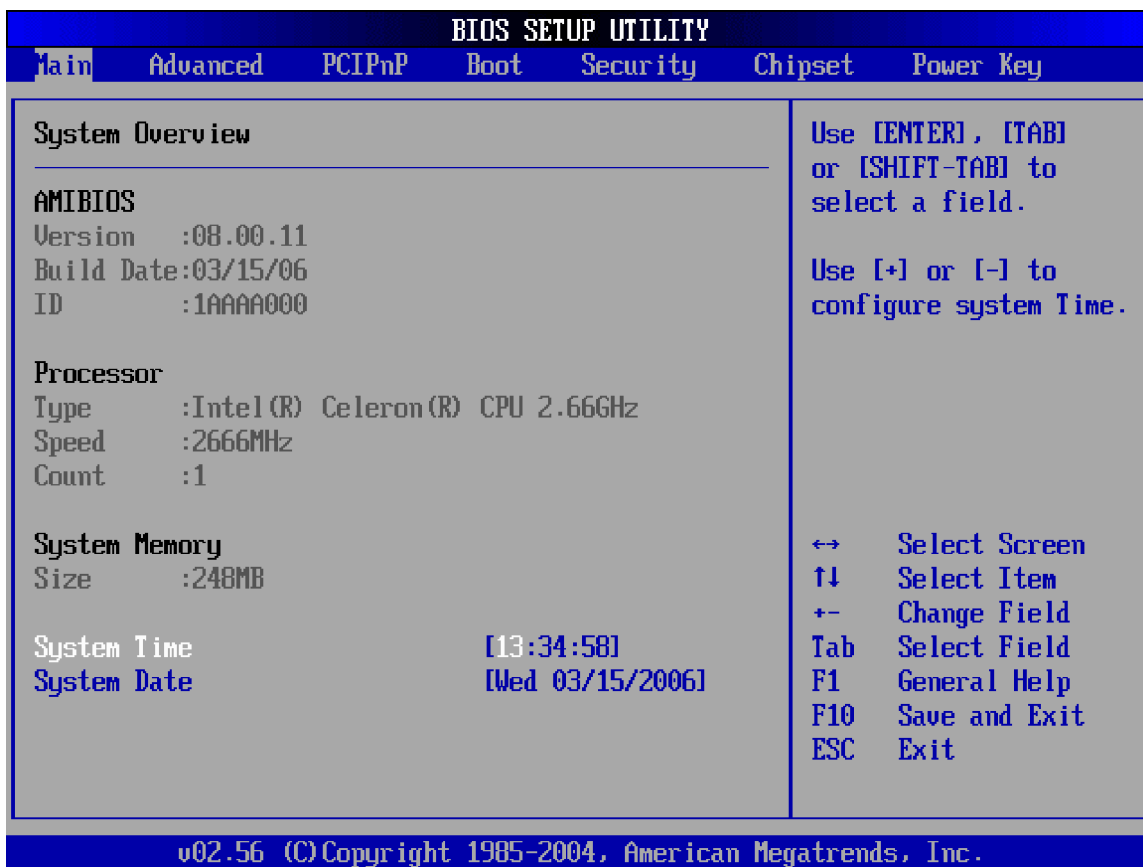 BIOS SETUP UTILITY
Main Advanced PCIPnP Boot Security Chipset Power Key
System Overview
AMIBIOS
Version :08.00.11
Build Date:03/15/06
ID :1AAAA000
Processor
Type :Intel(R) Celeron(R) CPU 2.66GHz
Speed :2666MHz
Count :1
System Memory
Size :248MB
System Time [13:34:58]
System Date [Wed 03/15/2006]
Use [ENTER], [TAB]
or [SHIFT-TAB] to
select a field.
Use [+] or [-] to
configure system Time.
↔ Select Screen
↑↓ Select Item
+- Change Field
Tab Select Field
F1 General Help
F10 Save and Exit
ESC Exit
v02.56 (C)Copyright 1985-2004, American Megatrends, Inc.